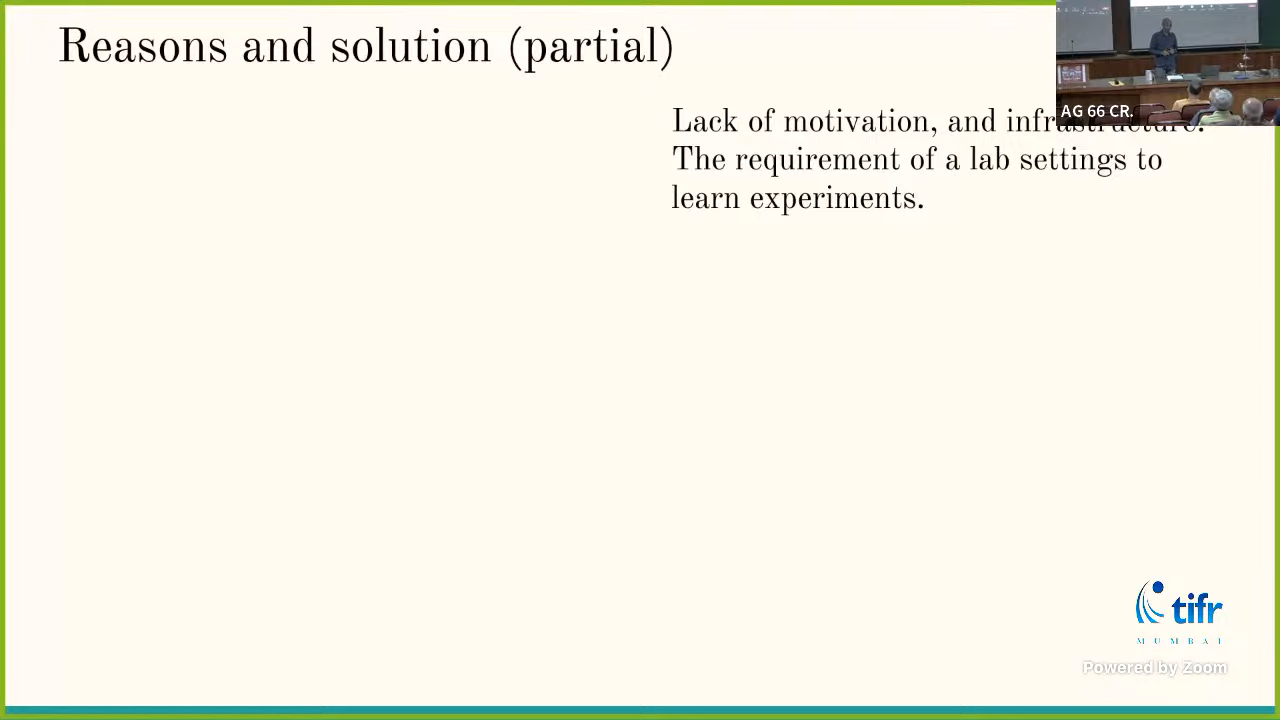 Reasons and solution (partial)
AG 66 CR.
Lack of motivation, and infrastructure.
The requirement of a lab settings to
learn experiments.
tifr
MUMBAI
Powered by Zoom